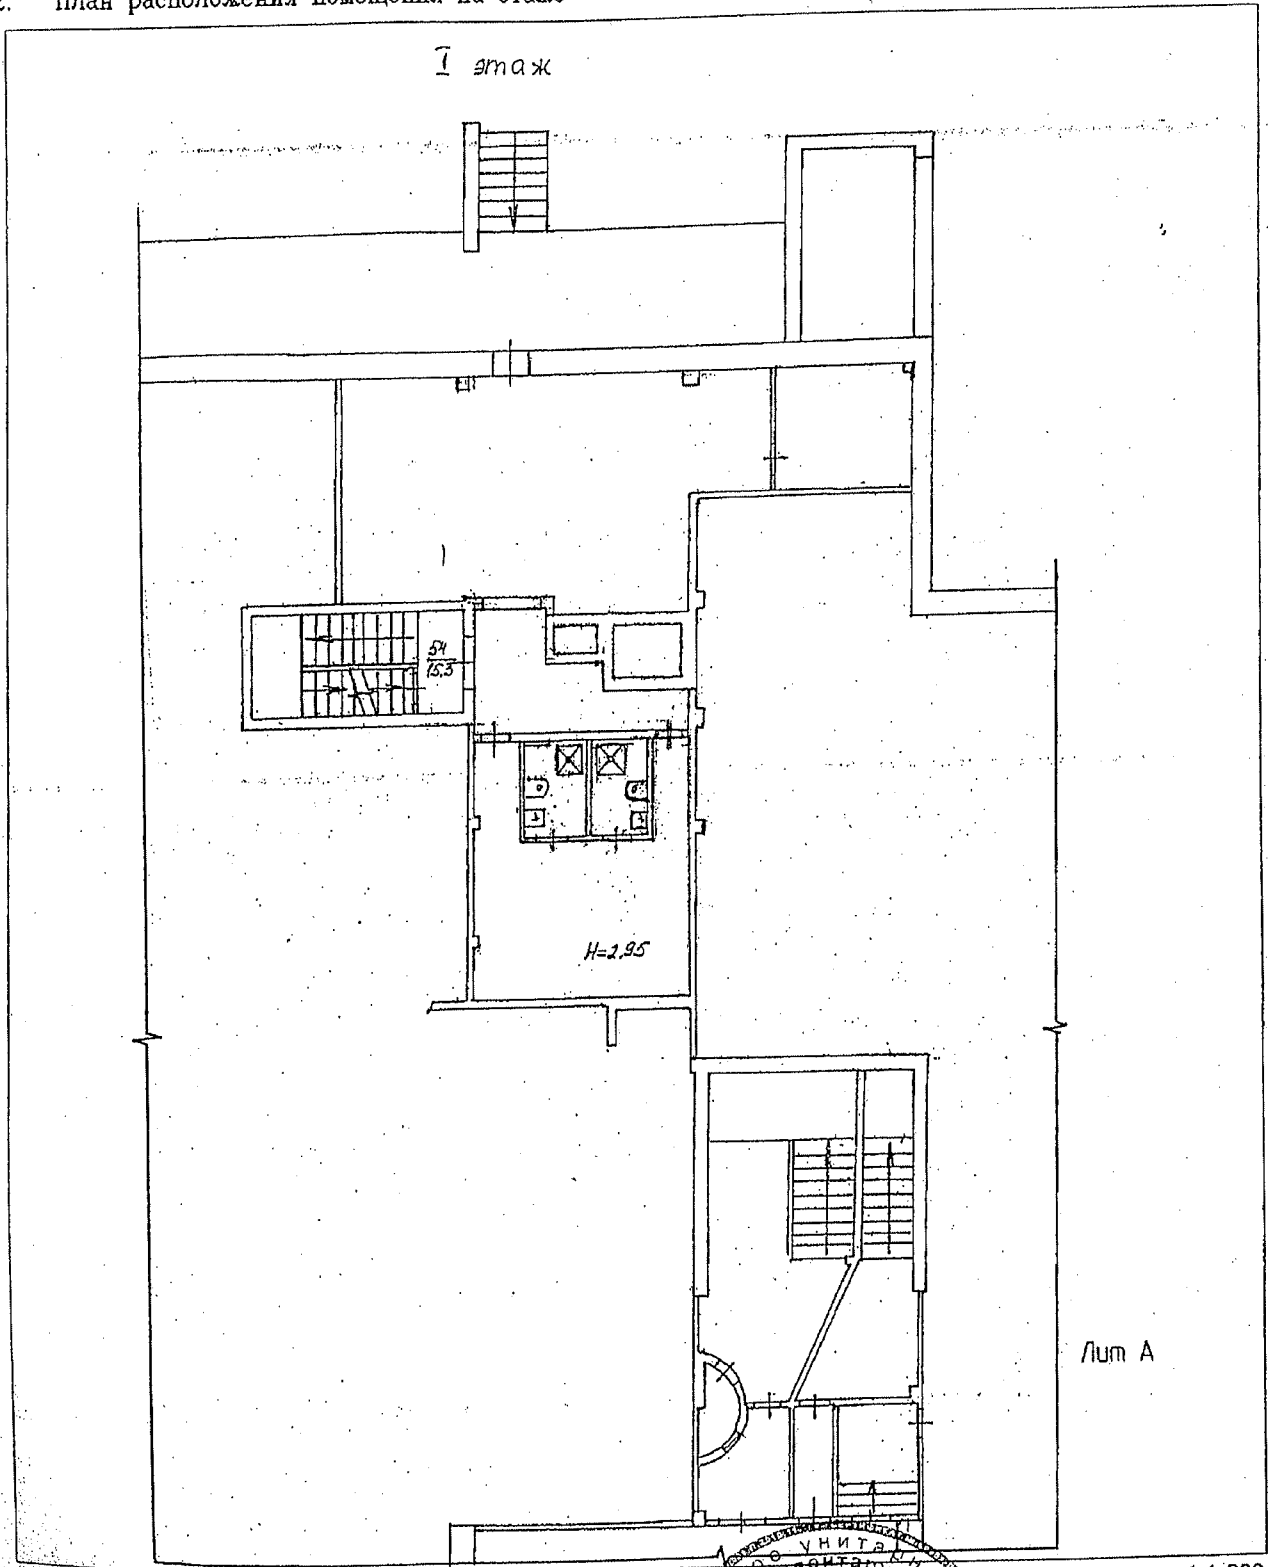 План расположения помещения на этаже
I этаж
54
15,3
H=2.95
Лит А